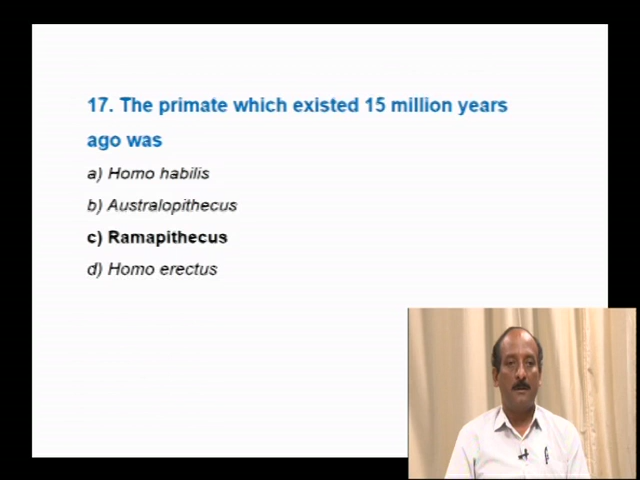 17. The primate which existed 15 million years
ago was
a) Homo habilis
b) Australopithecus
c) Ramapithecus
d) Homo erectus